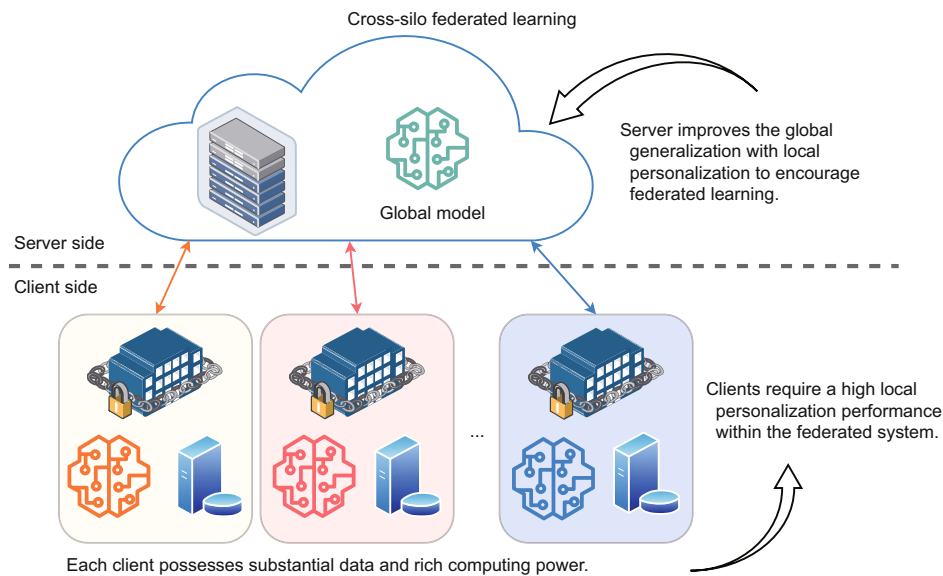 Cross-silo federated learning
Server improves the global
generalization with local
personalization to encourage
federated learning.
Global model
Server side
Client side
Clients require a high local
personalization performance
within the federated system.
...
Each client possesses substantial data and rich computing power.